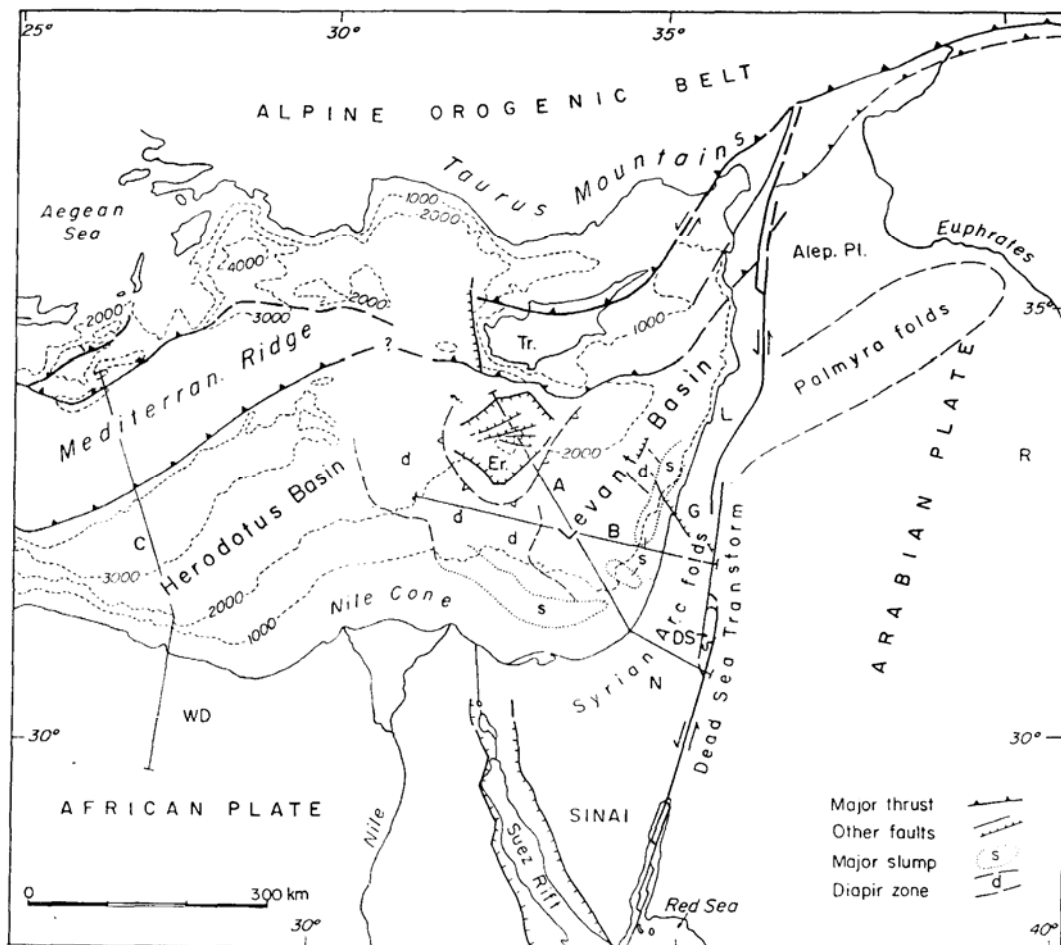 25°
30°
35°
ALPINE OROGENIC BELT
Taurus Mountains
Aegean
Sea
1000
2000
4000
2000
2000
3000
Mediterran. Ridge
?
Tr.
1000
Alep. Pl.
Euphrates
35°
Palmyra folds
ARABIAN PLATE
R
Levant Basin
2000
L
d
Er.
A
d
s
G
B
d
d
s
s
C
Herodotus Basin
3000
2000
1000
Nile Cone
Syrian Arc folds
DS
N
Dead Sea Transtorm
WD
30°
30°
AFRICAN PLATE
Nile
Suez Rift
SINAI
Major thrust
Other faults
Major slump s
Diapir zone d
0 300 km
30°
Red Sea
40°